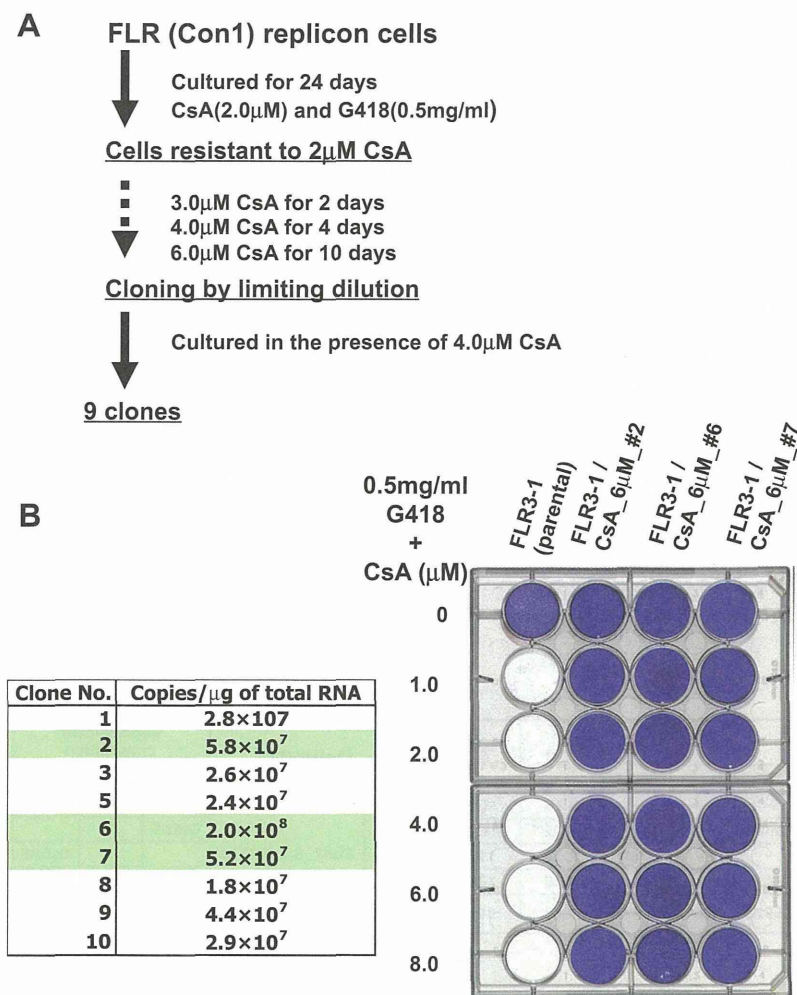 A
FLR (Con1) replicon cells
Cultured for 24 days
CsA(2.0μM) and G418(0.5mg/ml)
Cells resistant to 2μM CsA
3.0μM CsA for 2 days
4.0μM CsA for 4 days
6.0μM CsA for 10 days
Cloning by limiting dilution
Cultured in the presence of 4.0μM CsA
9 clones
B
Clone No. Copies/μg of total RNA
1 2.8×107
2 5.8×10⁷
3 2.6×10⁷
5 2.4×10⁷
6 2.0×10⁸
7 5.2×10⁷
8 1.8×10⁷
9 4.4×10⁷
10 2.9×10⁷
0.5mg/ml
G418
+
CsA (μM)
FLR3-1
(parental)
FLR3-1 /
CsA_6μM_#2
FLR3-1 /
CsA_6μM_#6
FLR3-1 /
CsA_6μM_#7
0
1.0
2.0
4.0
6.0
8.0